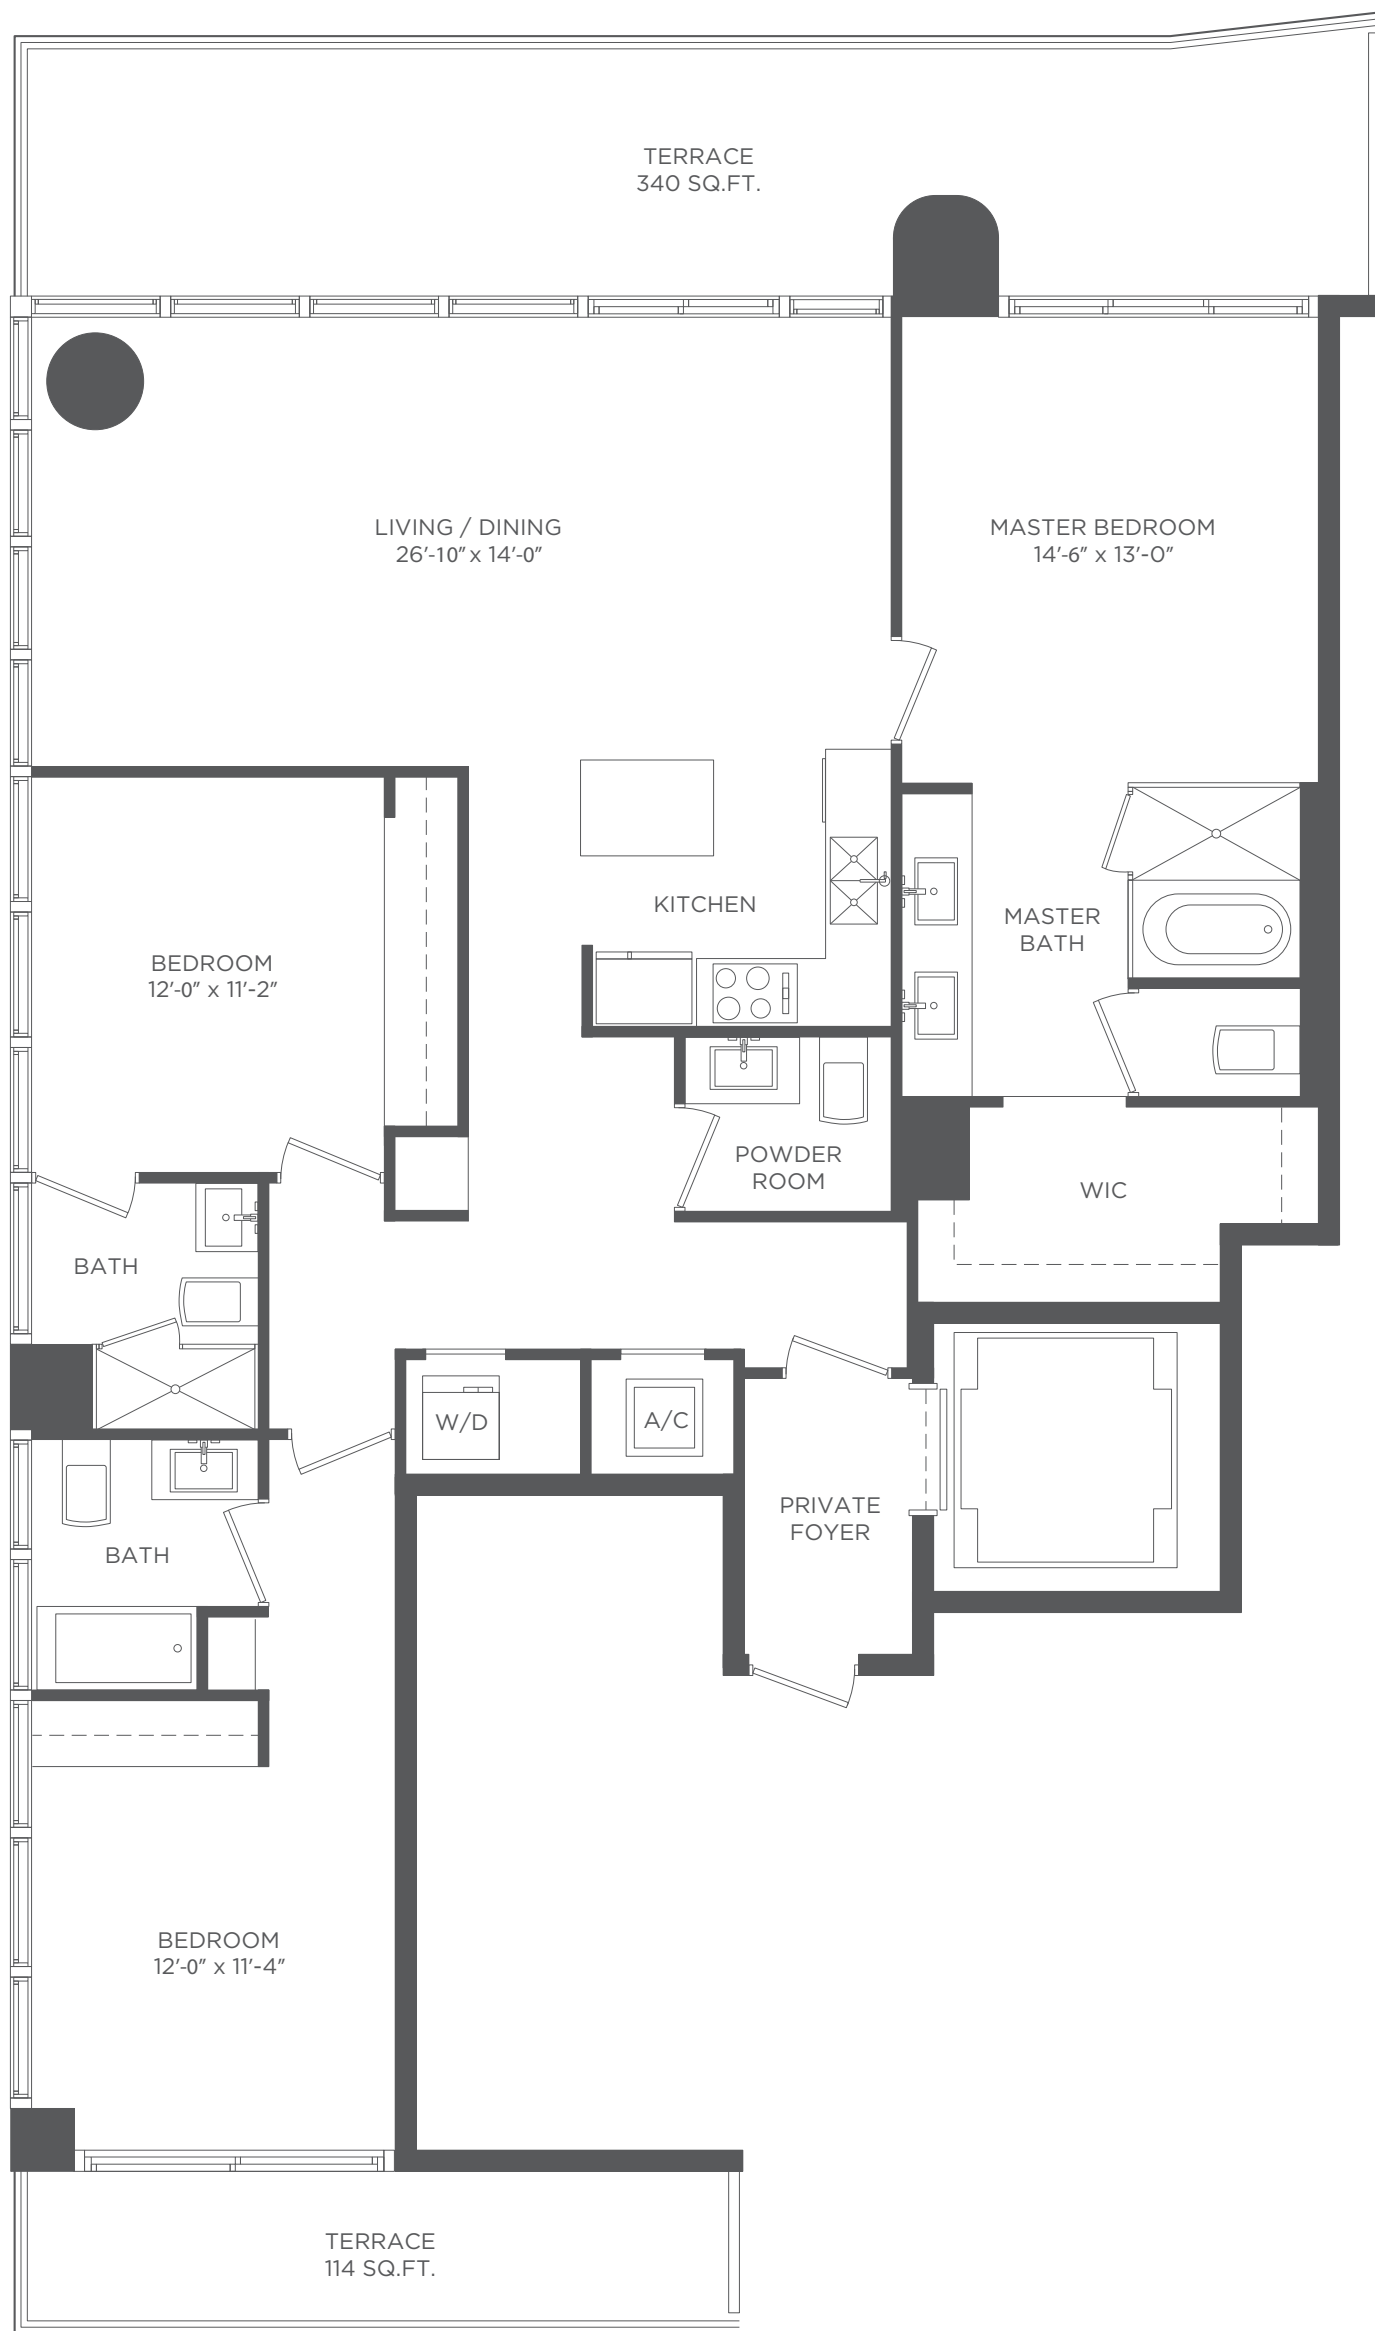 TERRACE
340 SQ.FT.
LIVING / DINING
26'-10" x 14'-0"
MASTER BEDROOM
14'-6" x 13'-0"
KITCHEN
MASTER
BATH
BEDROOM
12'-0" x 11'-2"
POWDER
ROOM
WIC
BATH
W/D
A/C
PRIVATE
FOYER
BATH
BEDROOM
12'-0" x 11'-4"
TERRACE
114 SQ.FT.